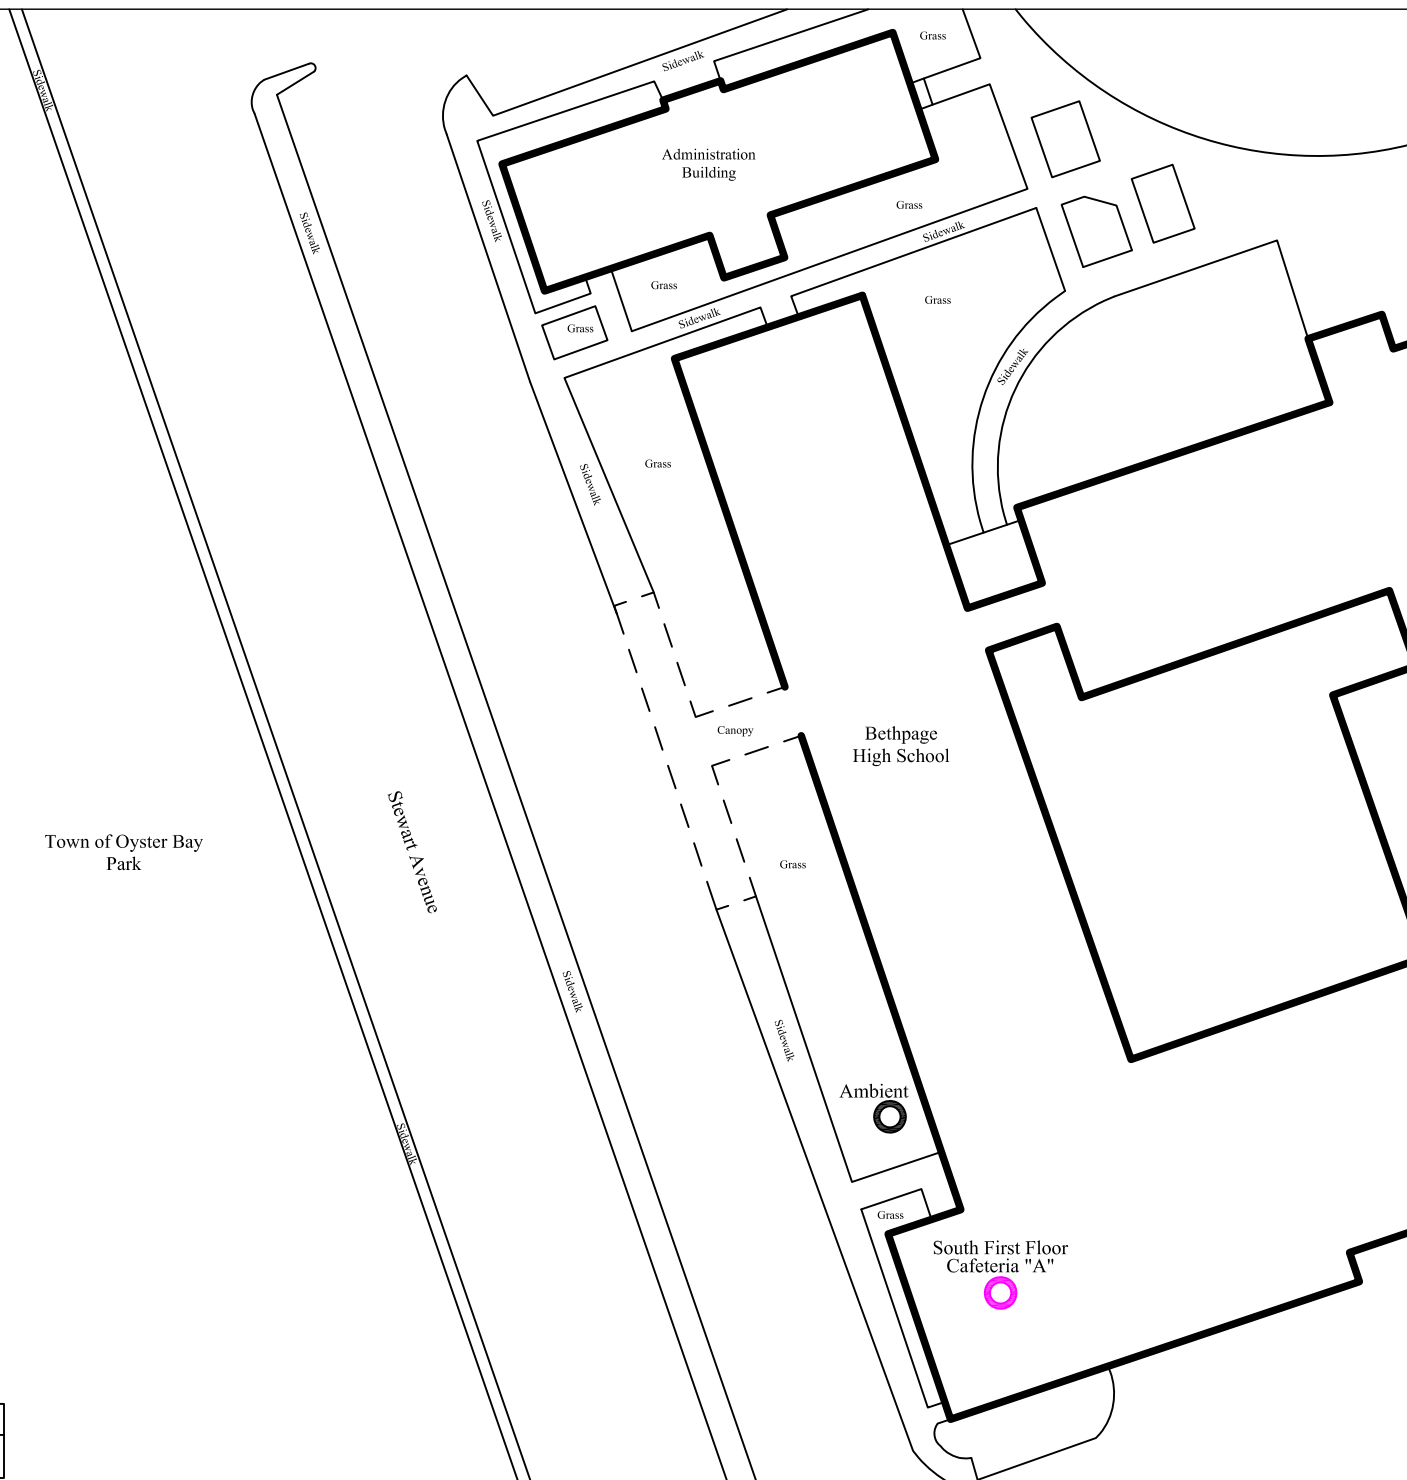 Grass
Sidewalk
Sidewalk
Administration
Building
Grass
Sidewalk
Sidewalk
Sidewalk
Grass
Grass
Sidewalk
Grass
Sidewalk
Grass
Sidewalk
Canopy
Bethpage
High School
Stewart Avenue
Town of Oyster Bay
Park
Grass
Sidewalk
Sidewalk
Ambient
Sidewalk
Grass
South First Floor
Cafeteria "A"